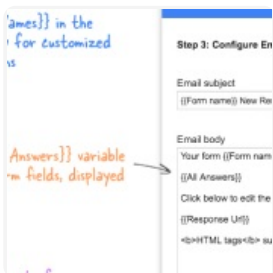 ames}} in the
for customized
ns
Answers}} variable
m fields, displayed
Step 3: Configure En
Email subject
{{Form name}} New Re
Email body
Your form {{Form nam
{{All Answers}}
Click below to edit the
{{Response Url}}
<b>HTML tags</b> su